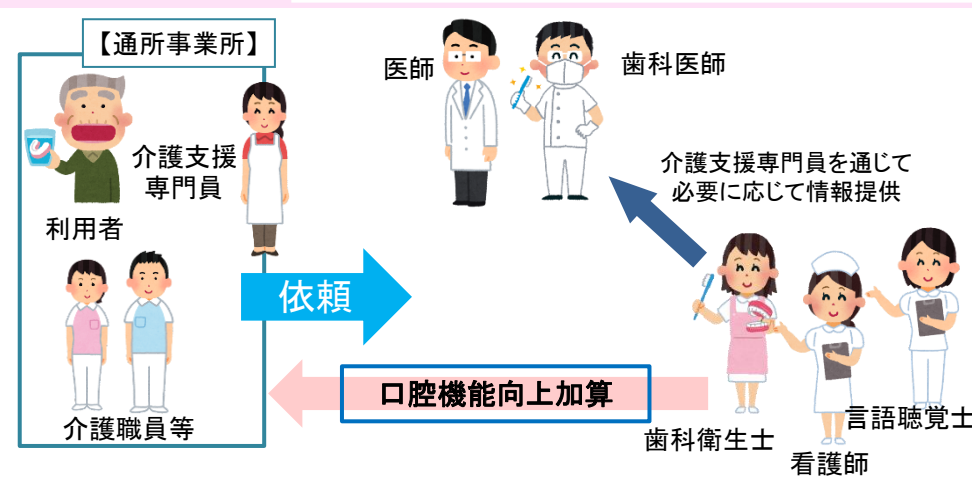 【通所事業所】
医師
歯科医師
介護支援
専門員
利用者
介護支援専門員を通じて
必要に応じて情報提供
依頼
口腔機能向上加算
介護職員等
歯科衛生士
看護師
言語聴覚士